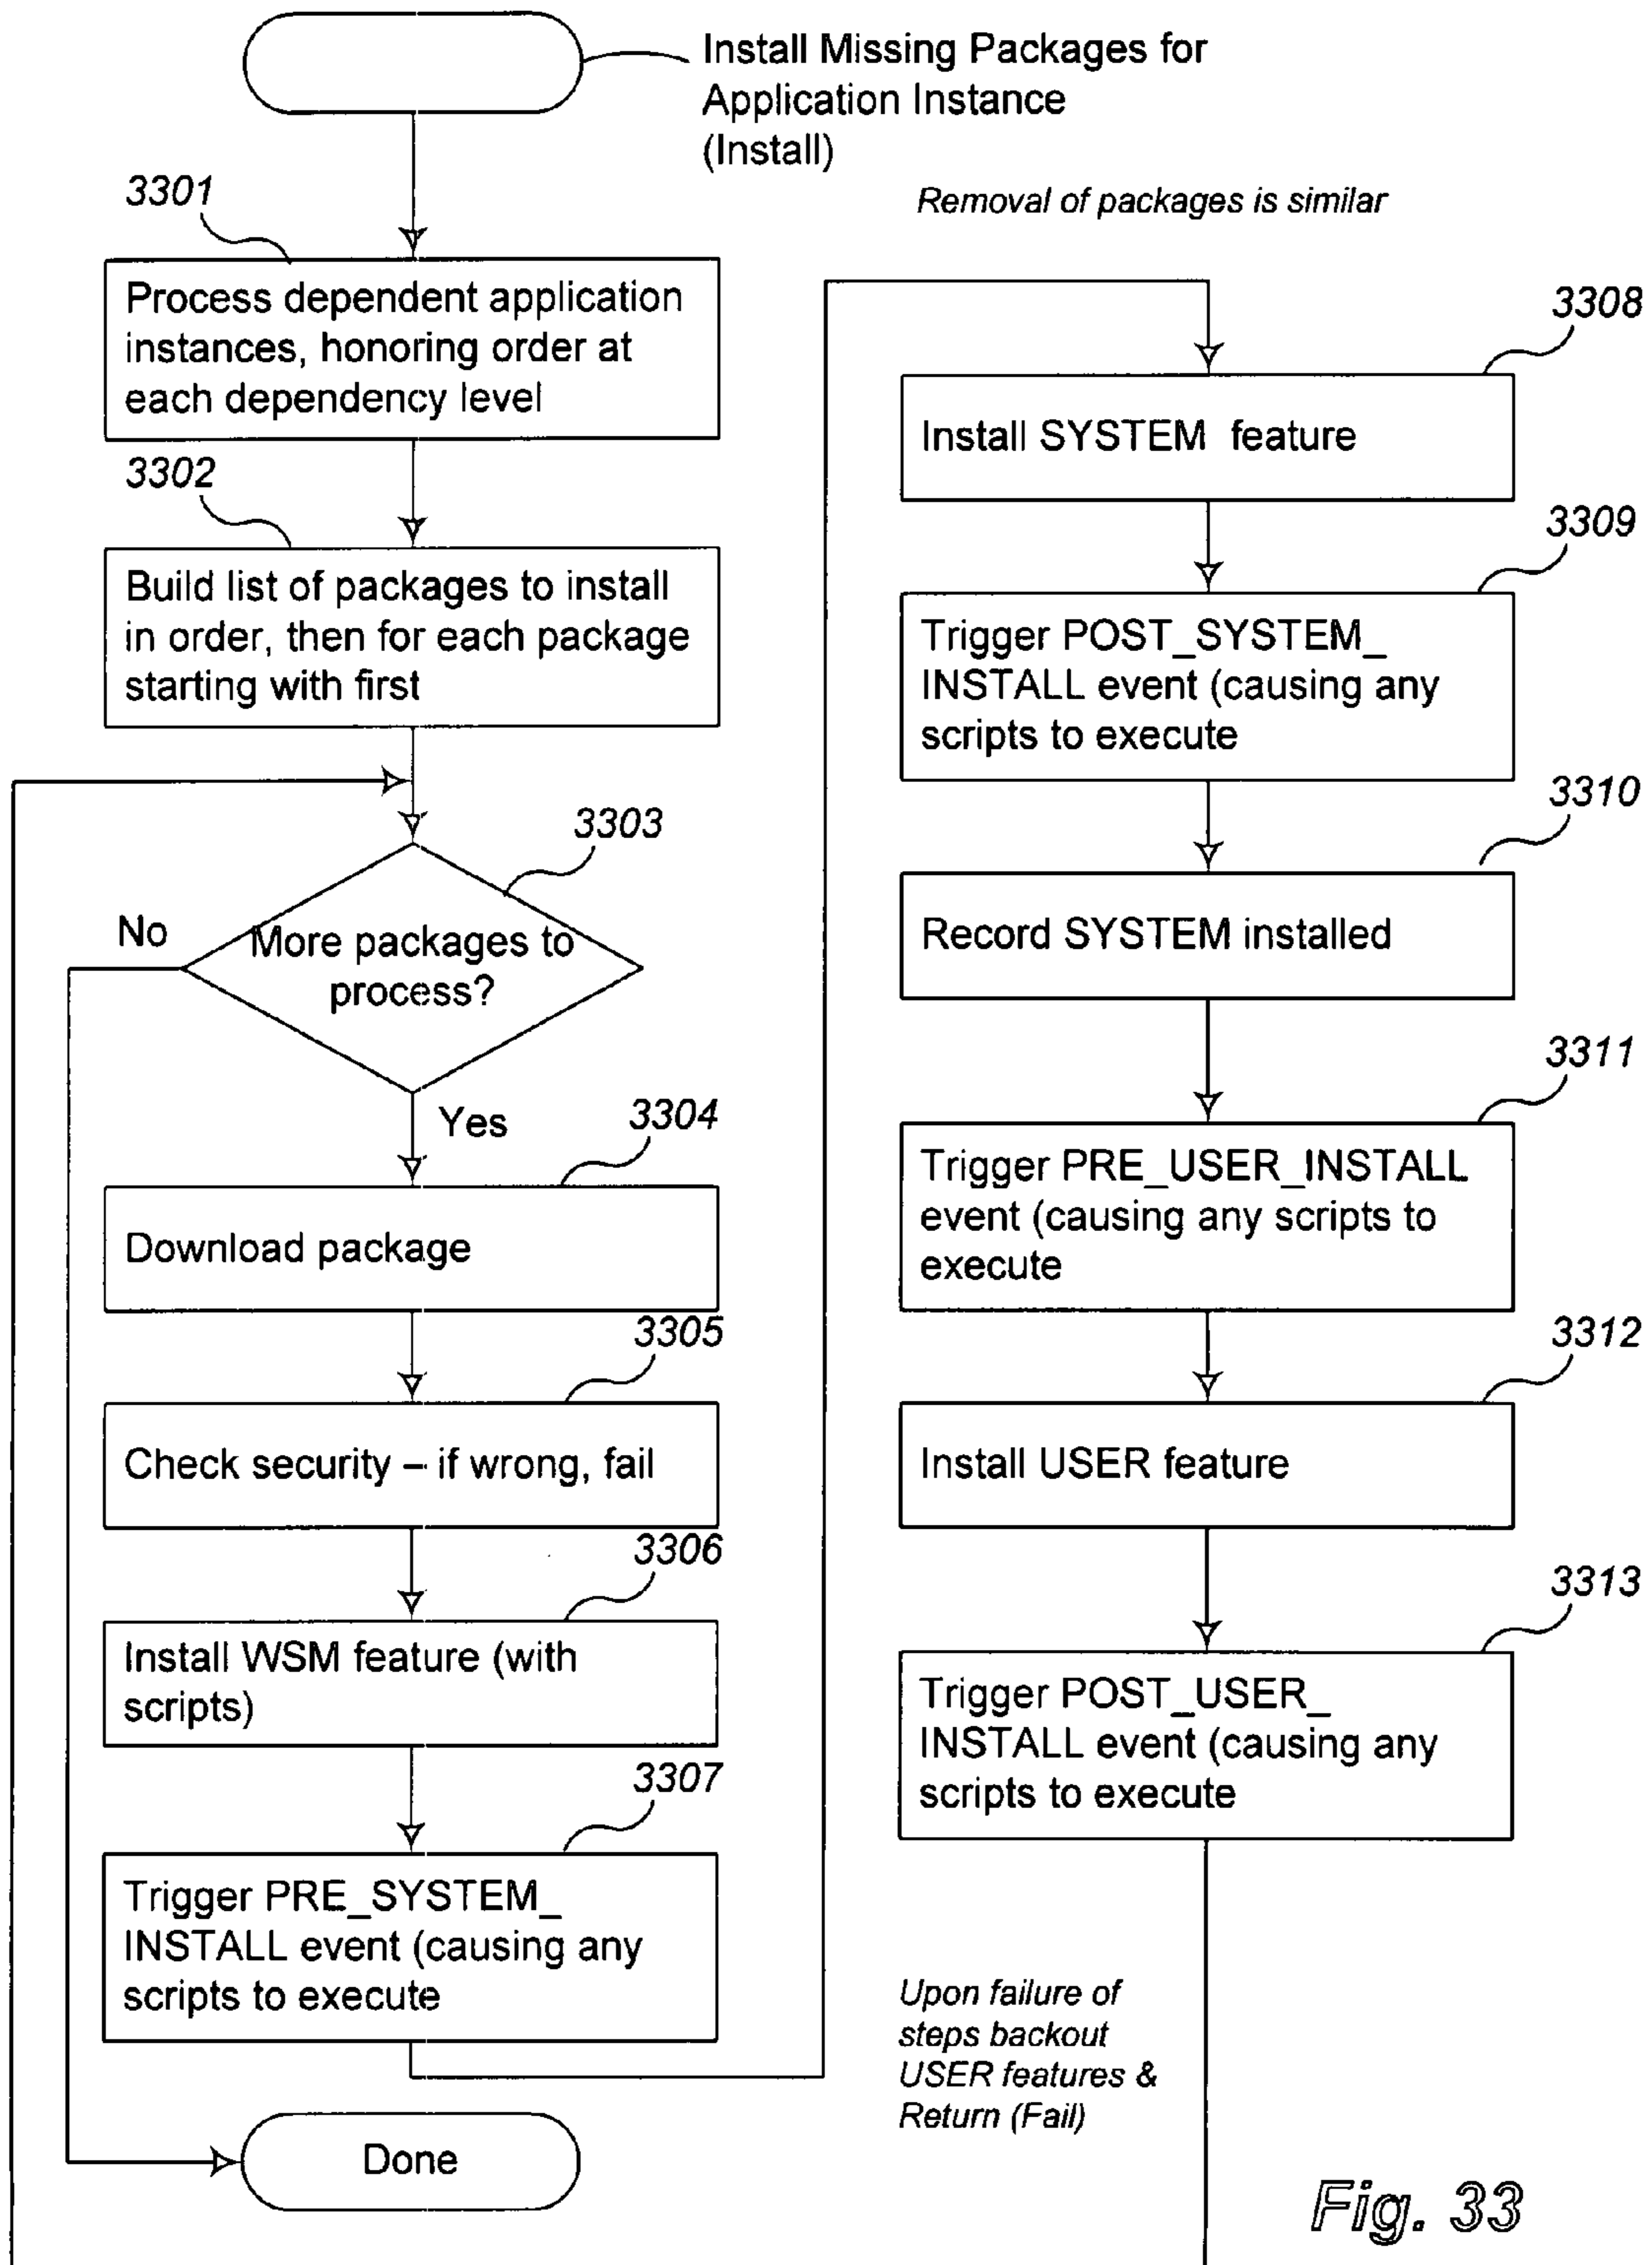 Install Missing Packages for
Application Instance
(Install)
Removal of packages is similar
3301
Process dependent application
instances, honoring order at
each dependency level
3302
Build list of packages to install
in order, then for each package
starting with first
3303
More packages to
process?
No
Yes
3304
Download package
3305
Check security – if wrong, fail
3306
Install WSM feature (with
scripts)
3307
Trigger PRE_SYSTEM_
INSTALL event (causing any
scripts to execute
Done
3308
Install SYSTEM feature
3309
Trigger POST_SYSTEM_
INSTALL event (causing any
scripts to execute
3310
Record SYSTEM installed
3311
Trigger PRE_USER_INSTALL
event (causing any scripts to
execute
3312
Install USER feature
3313
Trigger POST_USER_
INSTALL event (causing any
scripts to execute
Upon failure of
steps backout
USER features &
Return (Fail)
Fig. 33